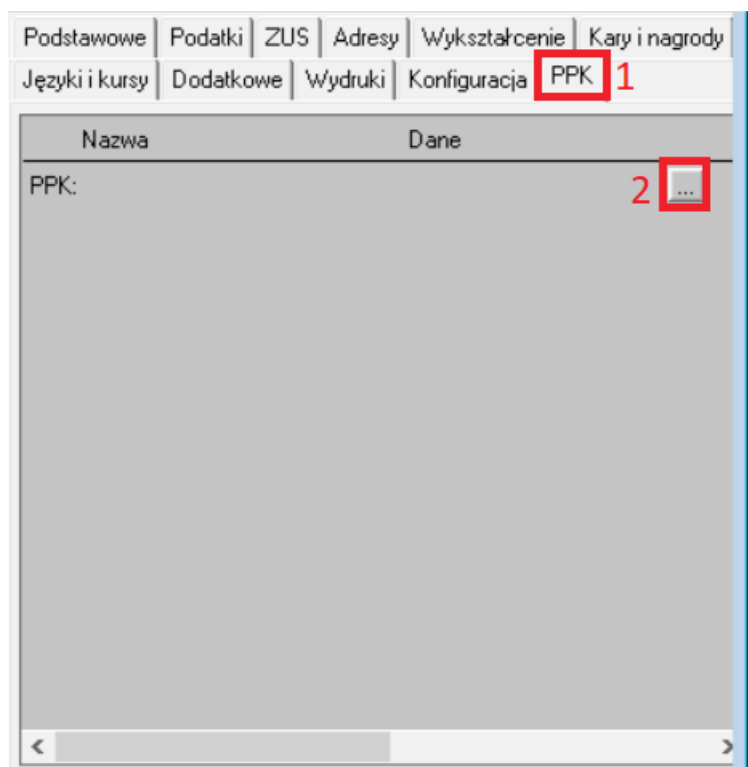 Podstawowe Podatki ZUS Adresy Wykształcenie Kary i nagrody
Języki i kursy Dodatkowe Wydruki Konfiguracja PPK 1
Nazwa Dane
PPK: 2 ...